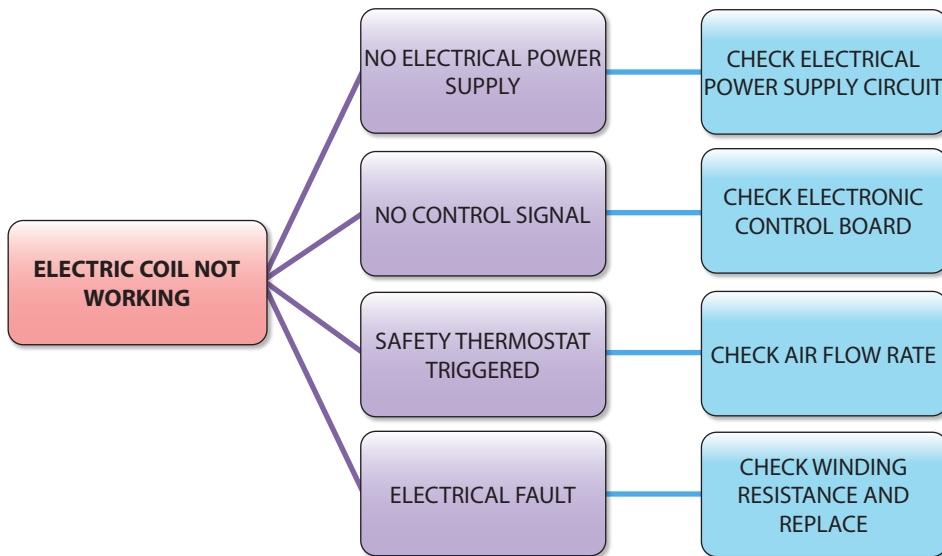 NO ELECTRICAL POWER
SUPPLY
CHECK ELECTRICAL
POWER SUPPLY CIRCUIT
NO CONTROL SIGNAL
CHECK ELECTRONIC
CONTROL BOARD
ELECTRIC COIL NOT
WORKING
SAFETY THERMOSTAT
TRIGGERED
CHECK AIR FLOW RATE
ELECTRICAL FAULT
CHECK WINDING
RESISTANCE AND
REPLACE